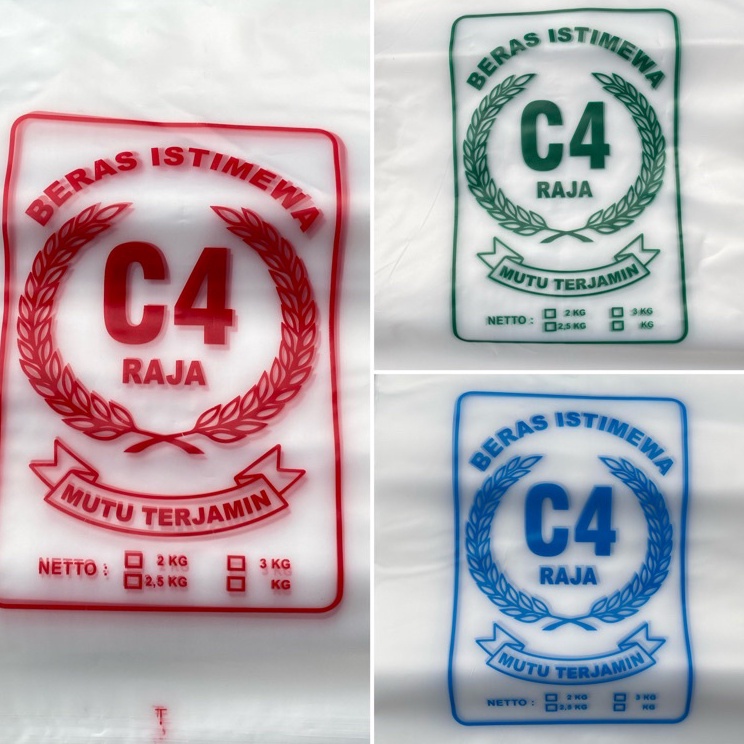 BERAS ISTIMEWA
C4
RAJA
MUTU TERJAMIN
NETTO : 2 KG 3 KG
2,5 KG KG
BERAS ISTIMEWA
C4
RAJA
MUTU TERJAMIN
NETTO : 2 KG 3 KG
2,5 KG KG
BERAS ISTIMEWA
C4
RAJA
MUTU TERJAMIN
NETTO : 2 KG 3 KG
2,5 KG KG